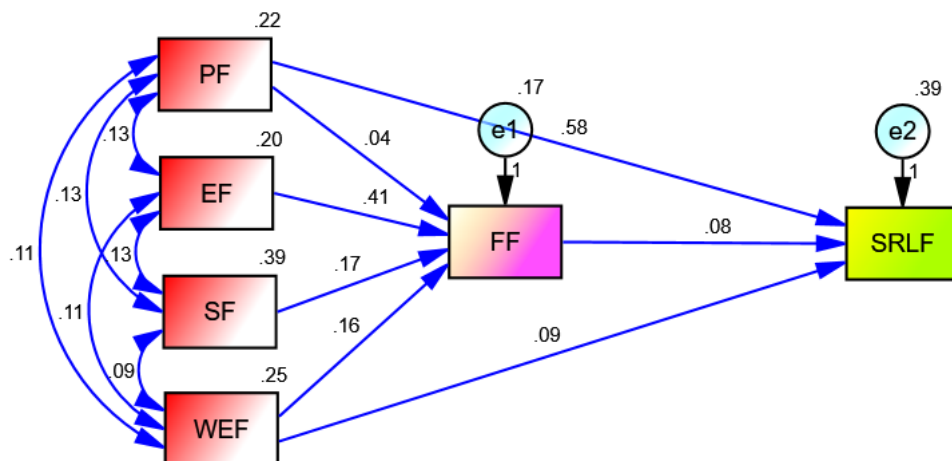 .22
PF
.17
.39
e1
.58
e2
.13
.20
.04
1
1
EF
.41
.13
FF
.08
SRLF
.11
.13
.39
.17
SF
.11
.16
.09
.09
.25
WEF